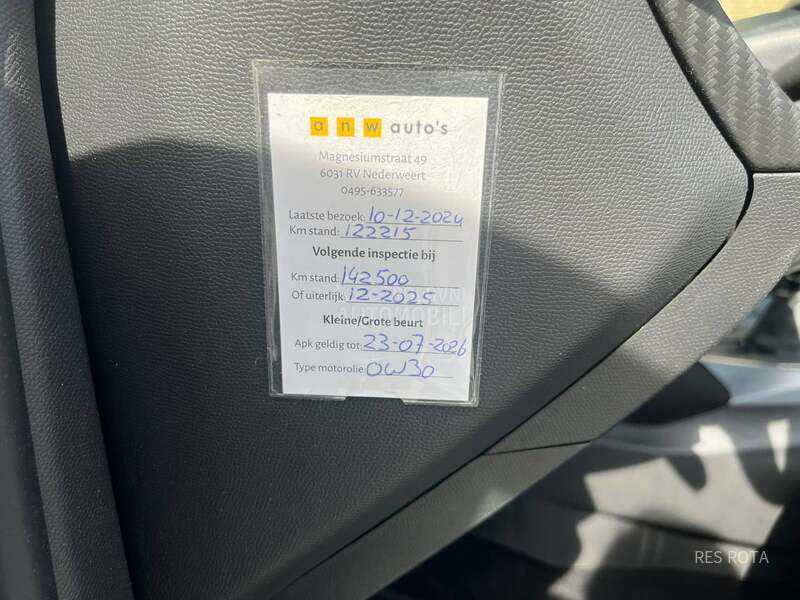 anw auto's
Magnesiumstraat 49
6031 RV Nederweert
0495-633577
Laatste bezoek: 10-12-2024
Km stand: 122215
Volgende inspectie bij
Km stand: 142500
Of uiterlijk: 12-2025
Kleine/Grote beurt
Apk geldig tot: 23-07-2026
Type motorolie: 0W30
AUTOMOBIL
RES ROTA